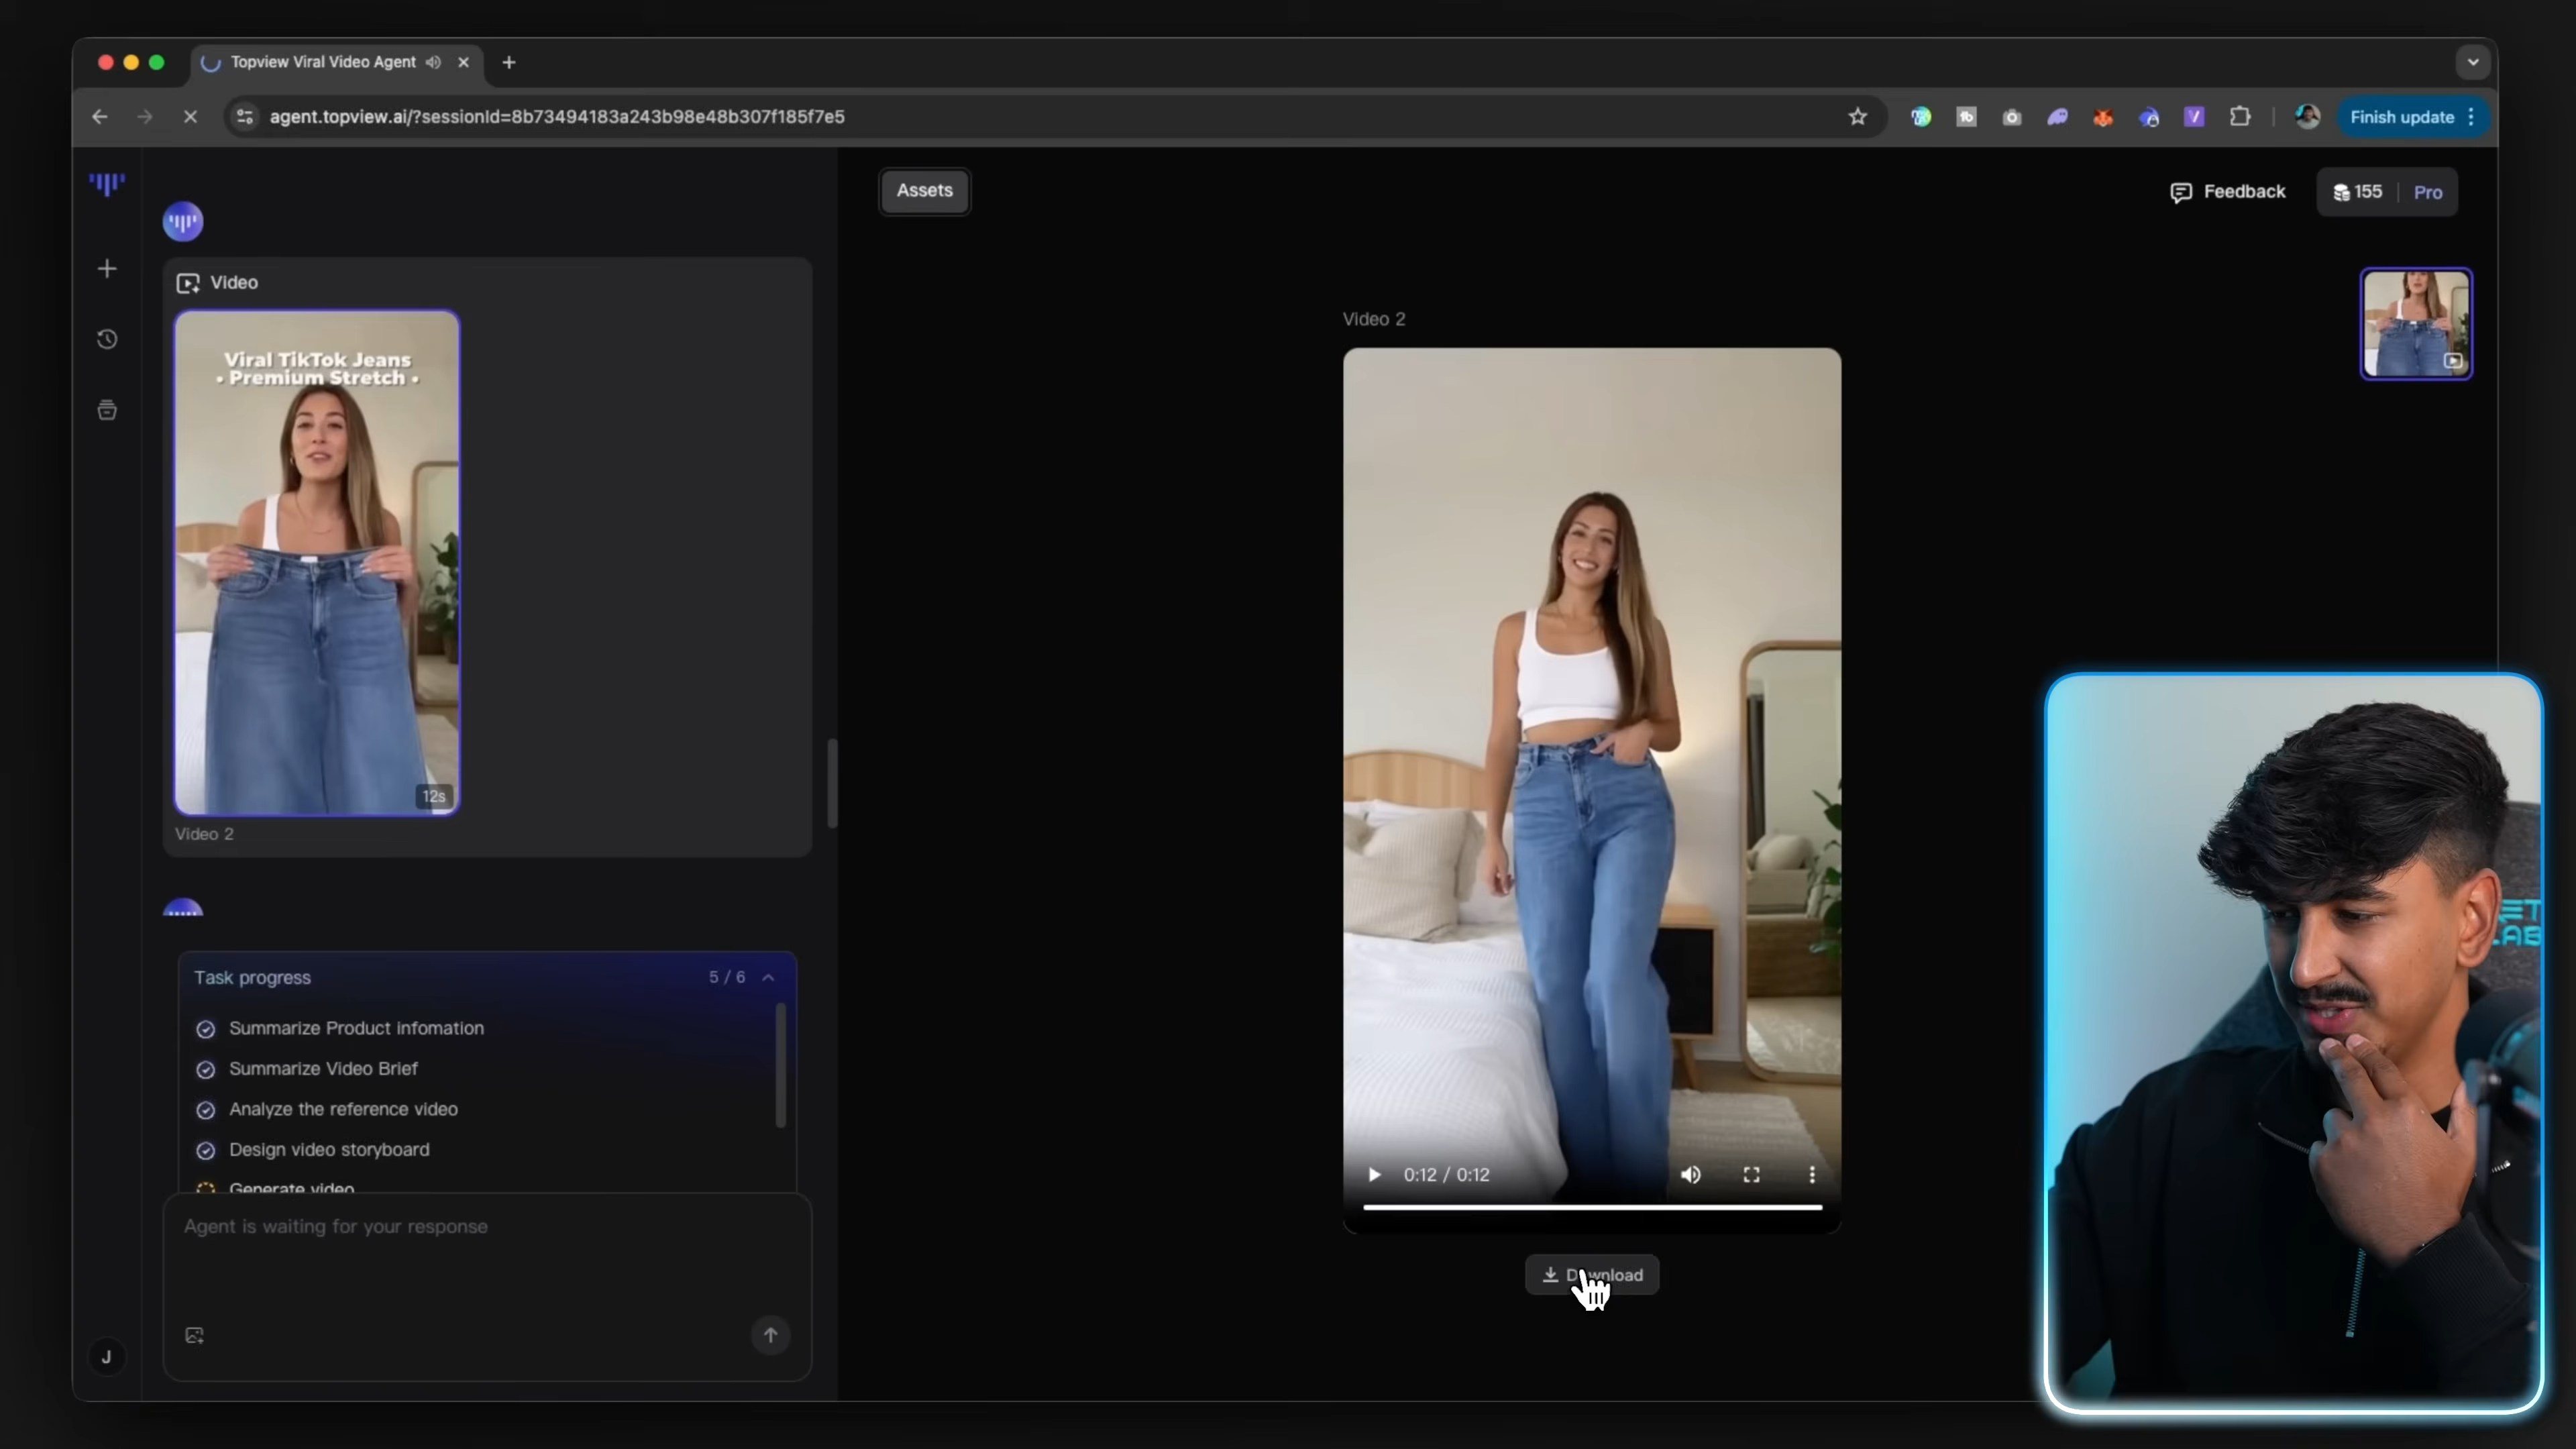 Topview Viral Video Agent
agent.topview.ai/?sessionId=8b73494183a243b98e48b307f185f7e5
Finish update
Assets
Feedback
155
Pro
Video
Viral TikTok Jeans
• Premium Stretch •
12s
Video 2
Video 2
0:12 / 0:12
Download
Task progress
5 / 6
Summarize Product infomation
Summarize Video Brief
Analyze the reference video
Design video storyboard
Generate video
Agent is waiting for your response
J